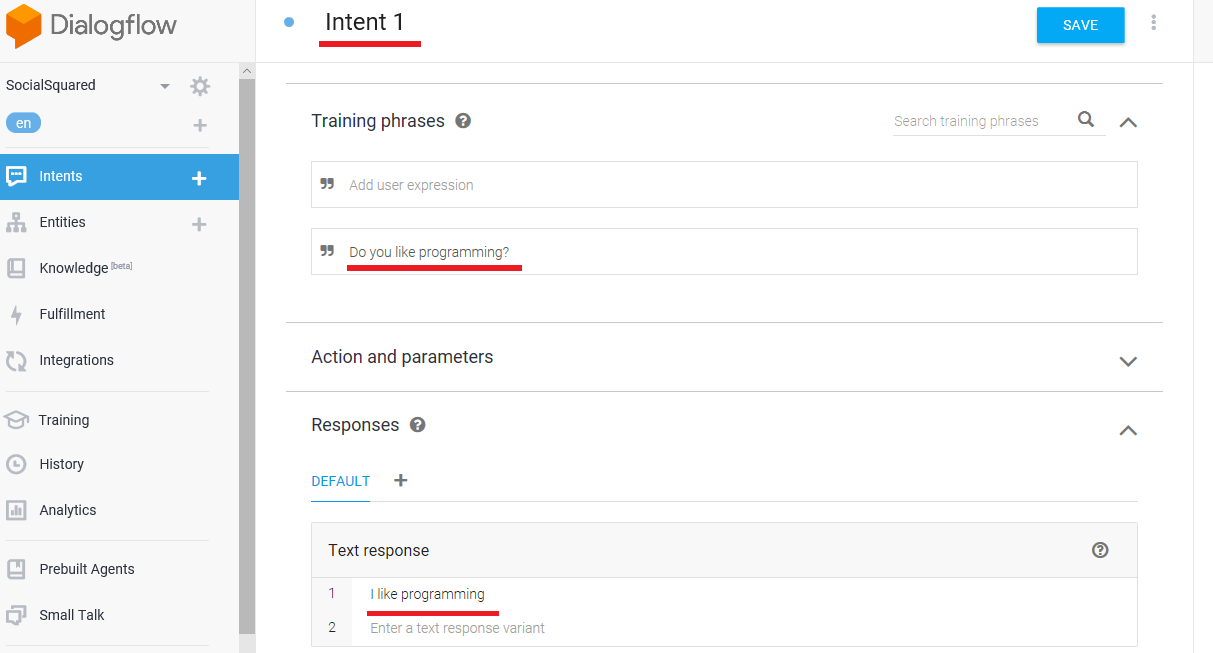 Dialogflow
SocialSquared
en
Intents
Entities
Knowledge [beta]
Fulfillment
Integrations
Training
History
Analytics
Prebuilt Agents
Small Talk
Intent 1
SAVE
Training phrases
Search training phrases
Add user expression
Do you like programming?
Action and parameters
Responses
DEFAULT
Text response
1 I like programming
2 Enter a text response variant